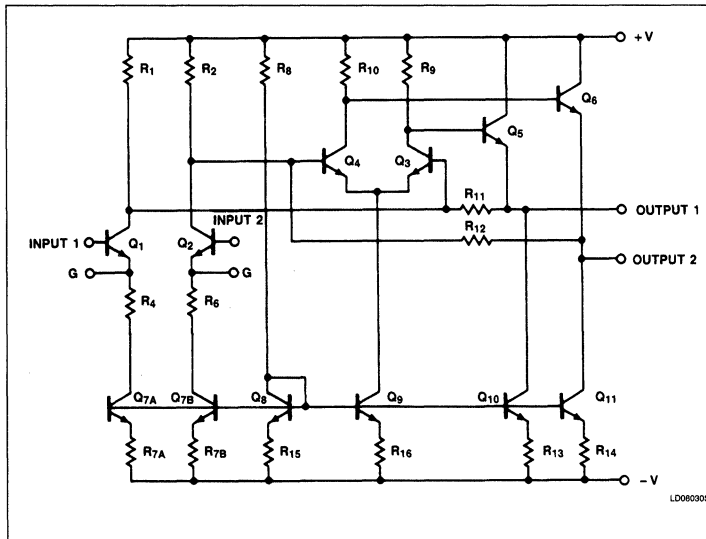 +V
R1
R2
R8
R10
R9
Q6
Q5
Q4
Q3
R11
OUTPUT 1
INPUT 2
R12
INPUT 1
Q1
Q2
OUTPUT 2
G
G
R4
R6
Q7A
Q7B
Q8
Q9
Q10
Q11
R7A
R7B
R15
R16
R13
R14
−V